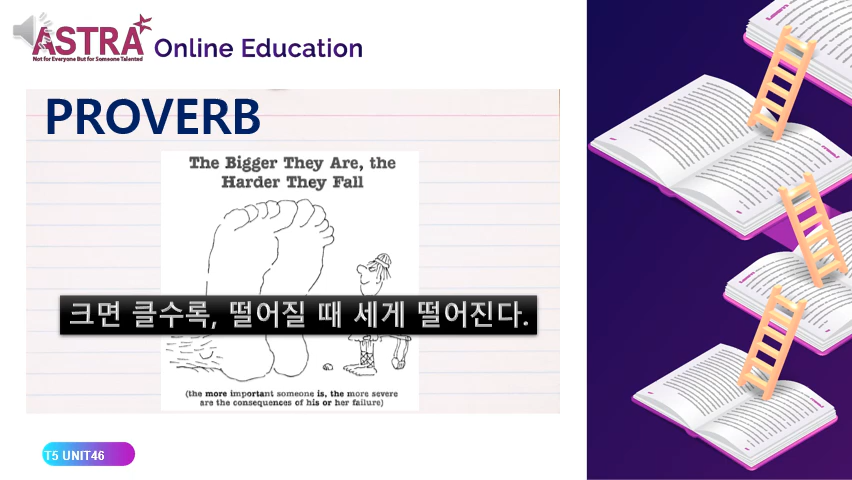 ASTRA
Not for Everyone But for Someone Talented
Online Education
PROVERB
The Bigger They Are, the
Harder They Fall
크면 클수록, 떨어질 때 세게 떨어진다.
(the more important someone is, the more severe
are the consequences of his or her failure)
T5 UNIT46